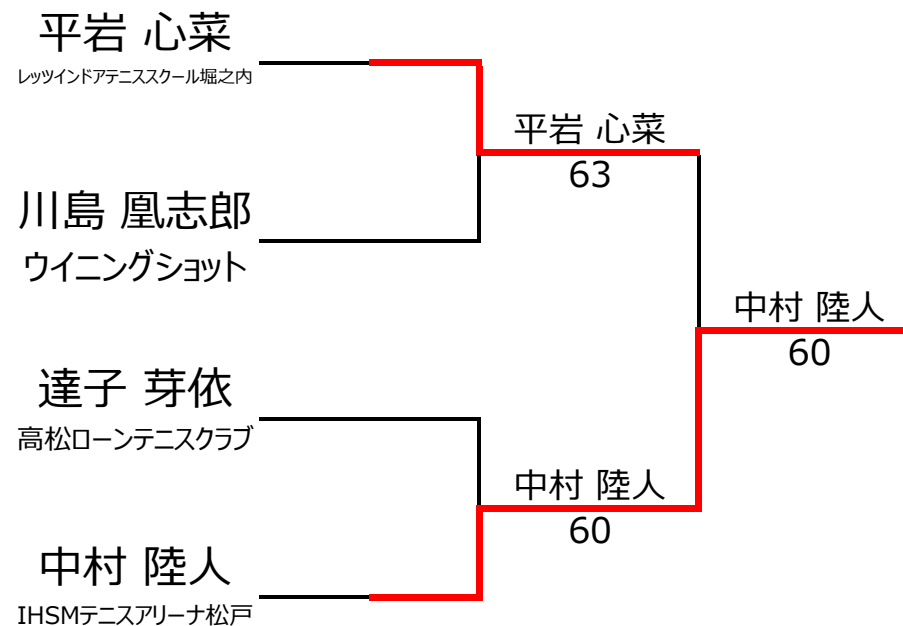 平岩 心菜
レッツインドアテニススクール堀之内
平岩 心菜
63
川島 凰志郎
ウイニングショット
中村 陸人
60
達子 芽依
高松ローンテニスクラブ
中村 陸人
60
中村 陸人
IHSMテニスアリーナ松戸